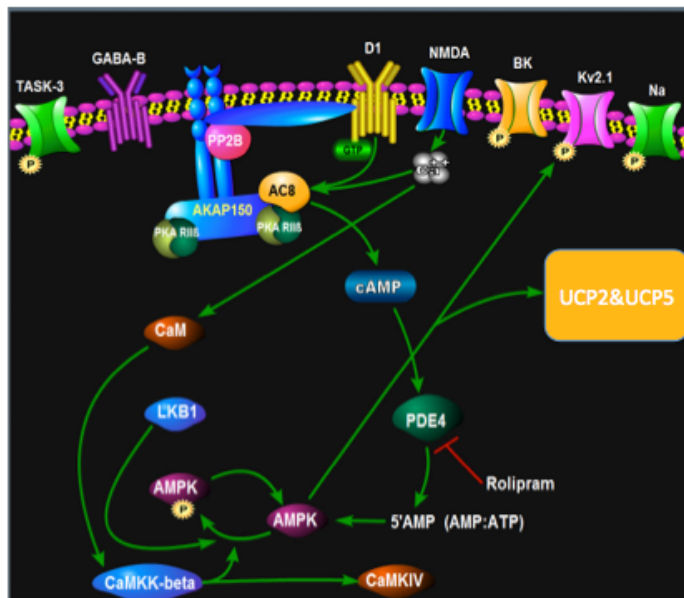 D1
NMDA
BK
GABA-B
Kv2.1
TASK-3
Na
PP2B
P
GTP
P
P
P
AC8
AKAP150
PKA RIIß
PKA RIIß
cAMP
UCP2&UCP5
CaM
LKB1
PDE4
AMPK
P
Rolipram
AMPK
5'AMP (AMP:ATP)
CaMKK-beta
CaMKIV